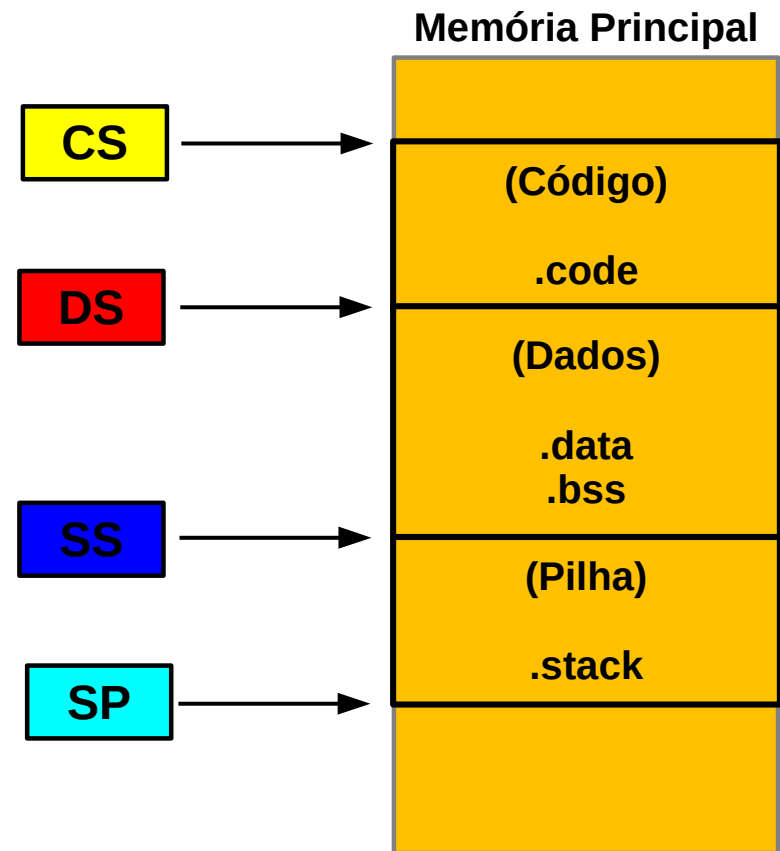 Memória Principal
CS
(Código)
.code
DS
(Dados)
.data
.bss
SS
(Pilha)
.stack
SP